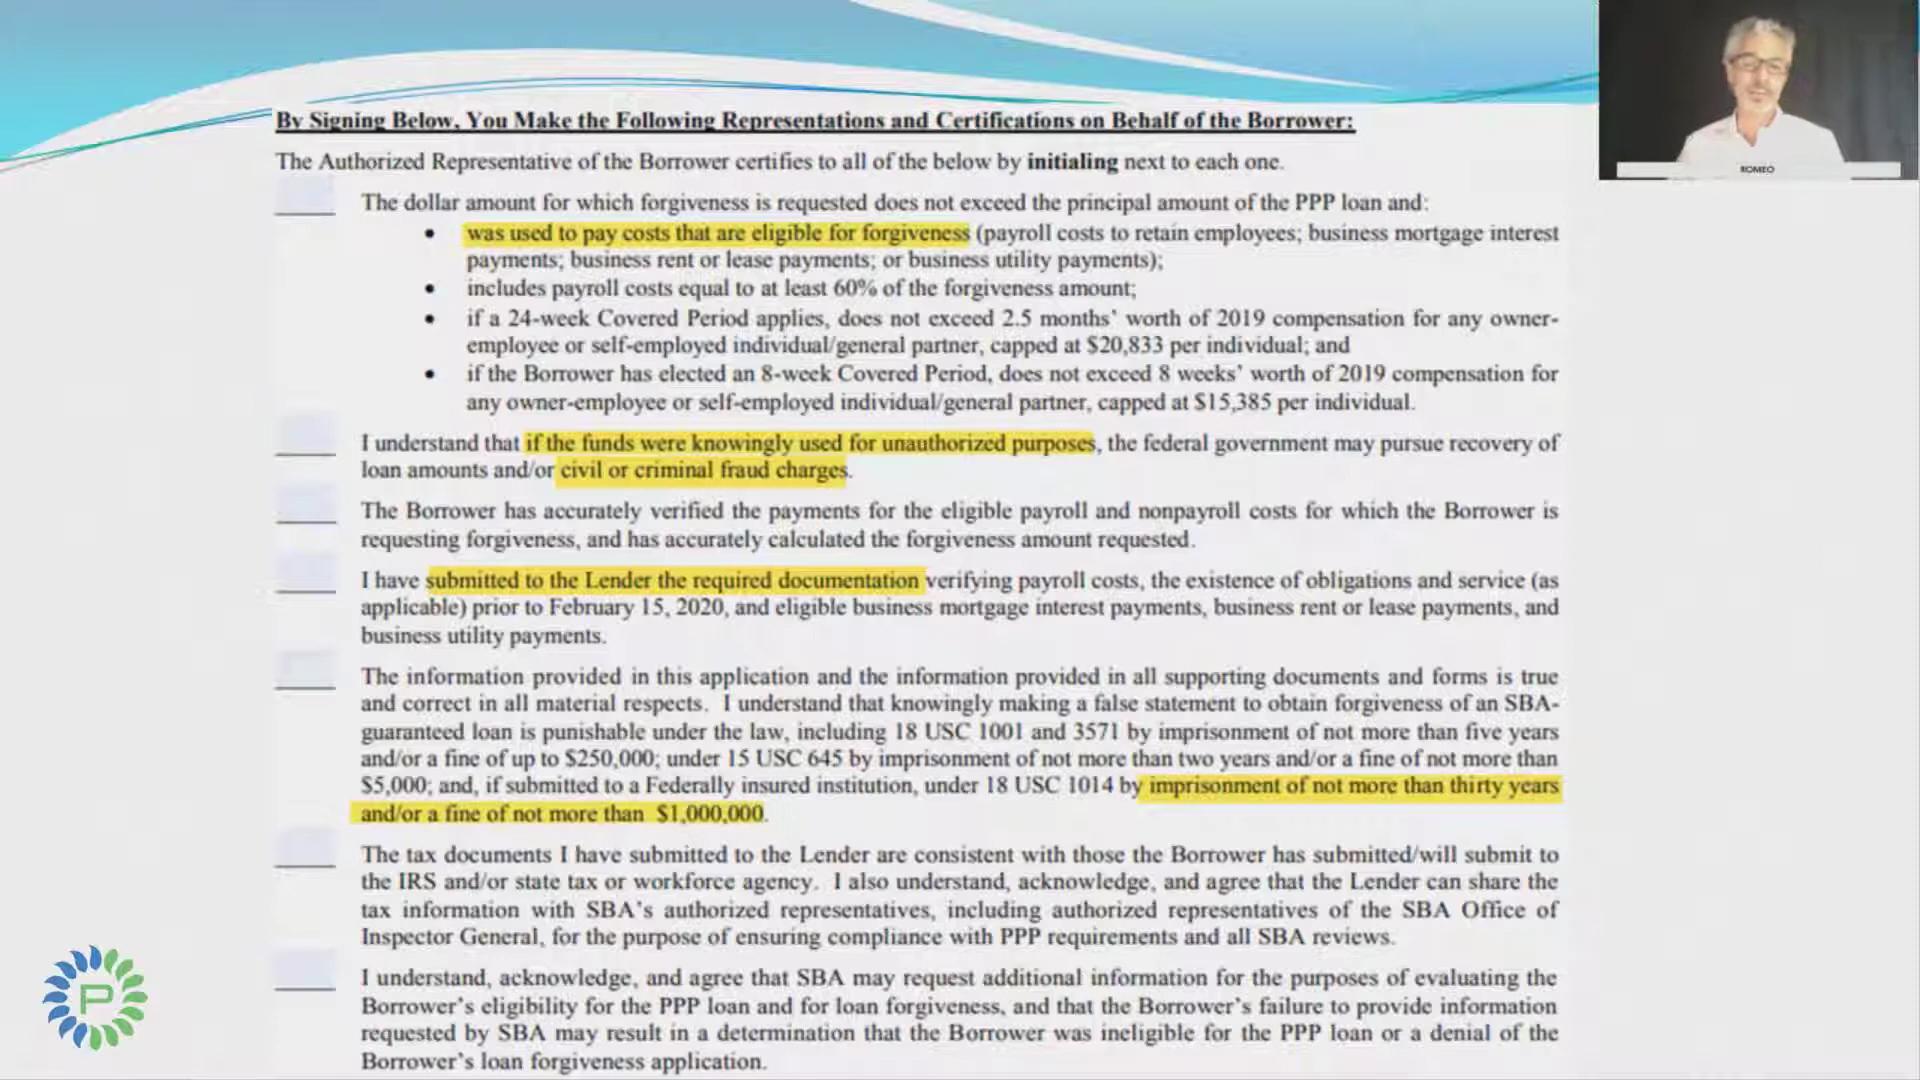 ROMEO
By Signing Below, You Make the Following Representations and Certifications on Behalf of the Borrower:
The Authorized Representative of the Borrower certifies to all of the below by initialing next to each one.
The dollar amount for which forgiveness is requested does not exceed the principal amount of the PPP loan and:
• was used to pay costs that are eligible for forgiveness (payroll costs to retain employees; business mortgage interest
payments; business rent or lease payments; or business utility payments);
• includes payroll costs equal to at least 60% of the forgiveness amount;
• if a 24-week Covered Period applies, does not exceed 2.5 months’ worth of 2019 compensation for any owner-
employee or self-employed individual/general partner, capped at $20,833 per individual; and
• if the Borrower has elected an 8-week Covered Period, does not exceed 8 weeks’ worth of 2019 compensation for
any owner-employee or self-employed individual/general partner, capped at $15,385 per individual.
I understand that if the funds were knowingly used for unauthorized purposes, the federal government may pursue recovery of
loan amounts and/or civil or criminal fraud charges.
The Borrower has accurately verified the payments for the eligible payroll and nonpayroll costs for which the Borrower is
requesting forgiveness, and has accurately calculated the forgiveness amount requested.
I have submitted to the Lender the required documentation verifying payroll costs, the existence of obligations and service (as
applicable) prior to February 15, 2020, and eligible business mortgage interest payments, business rent or lease payments, and
business utility payments.
The information provided in this application and the information provided in all supporting documents and forms is true
and correct in all material respects. I understand that knowingly making a false statement to obtain forgiveness of an SBA-
guaranteed loan is punishable under the law, including 18 USC 1001 and 3571 by imprisonment of not more than five years
and/or a fine of up to $250,000; under 15 USC 645 by imprisonment of not more than two years and/or a fine of not more than
$5,000; and, if submitted to a Federally insured institution, under 18 USC 1014 by imprisonment of not more than thirty years
and/or a fine of not more than $1,000,000.
The tax documents I have submitted to the Lender are consistent with those the Borrower has submitted/will submit to
the IRS and/or state tax or workforce agency. I also understand, acknowledge, and agree that the Lender can share the
tax information with SBA’s authorized representatives, including authorized representatives of the SBA Office of
Inspector General, for the purpose of ensuring compliance with PPP requirements and all SBA reviews.
I understand, acknowledge, and agree that SBA may request additional information for the purposes of evaluating the
Borrower’s eligibility for the PPP loan and for loan forgiveness, and that the Borrower’s failure to provide information
requested by SBA may result in a determination that the Borrower was ineligible for the PPP loan or a denial of the
Borrower’s loan forgiveness application.
P